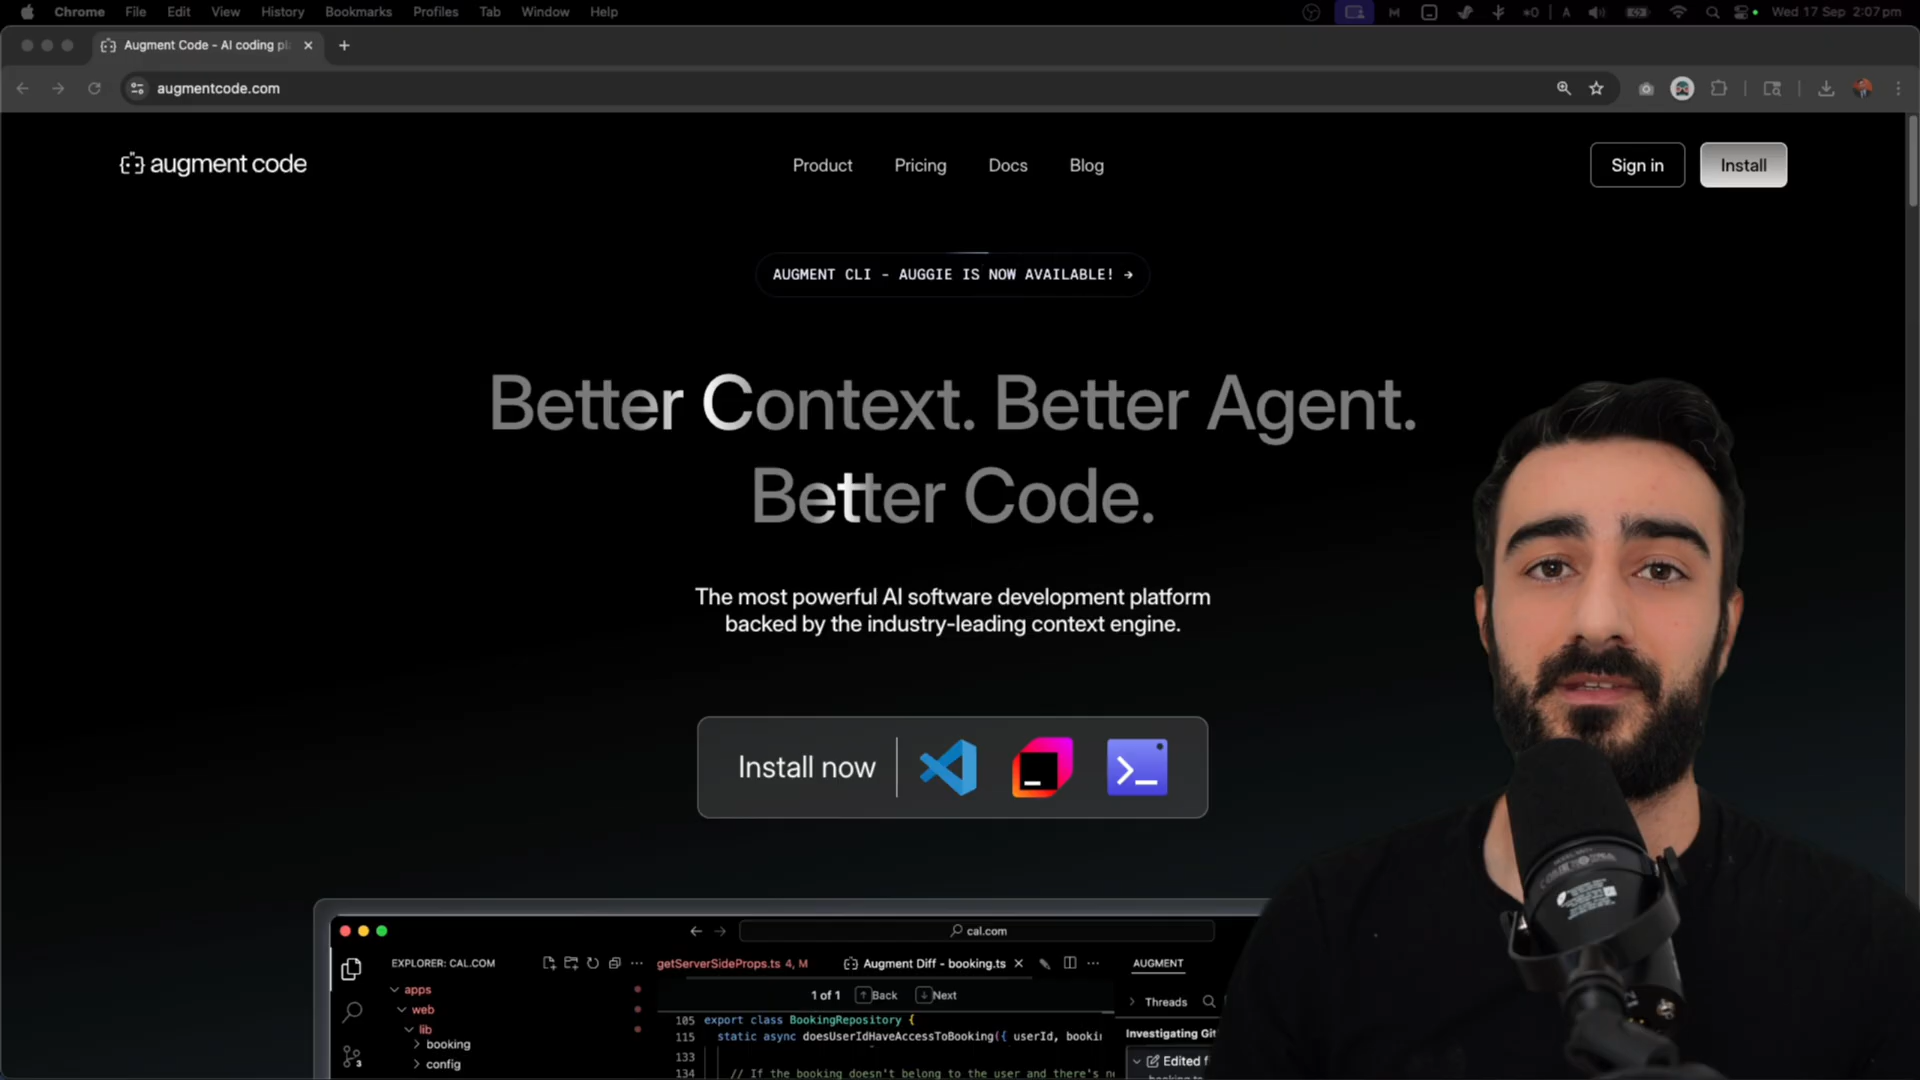 Chrome File Edit View History Bookmarks Profiles Tab Window Help
Wed 17 Sep 2:07pm
Augment Code - AI coding pl
augmentcode.com
augment code
Product Pricing Docs Blog
Sign in Install
AUGMENT CLI - AUGGIE IS NOW AVAILABLE! →
Better Context. Better Agent.
Better Code.
The most powerful AI software development platform
backed by the industry-leading context engine.
Install now
cal.com
EXPLORER: CAL.COM
getServerSideProps.ts 4, M Augment Diff - booking.ts
AUGMENT
1 of 1 Back Next
Threads
apps
web
lib
booking
config
3
105 export class BookingRepository {
115 static async doesUserIdHaveAccessToBooking({ userId, bookin
133
134 // If the booking doesn't belong to the user and there's n
Investigating Git
Edited f